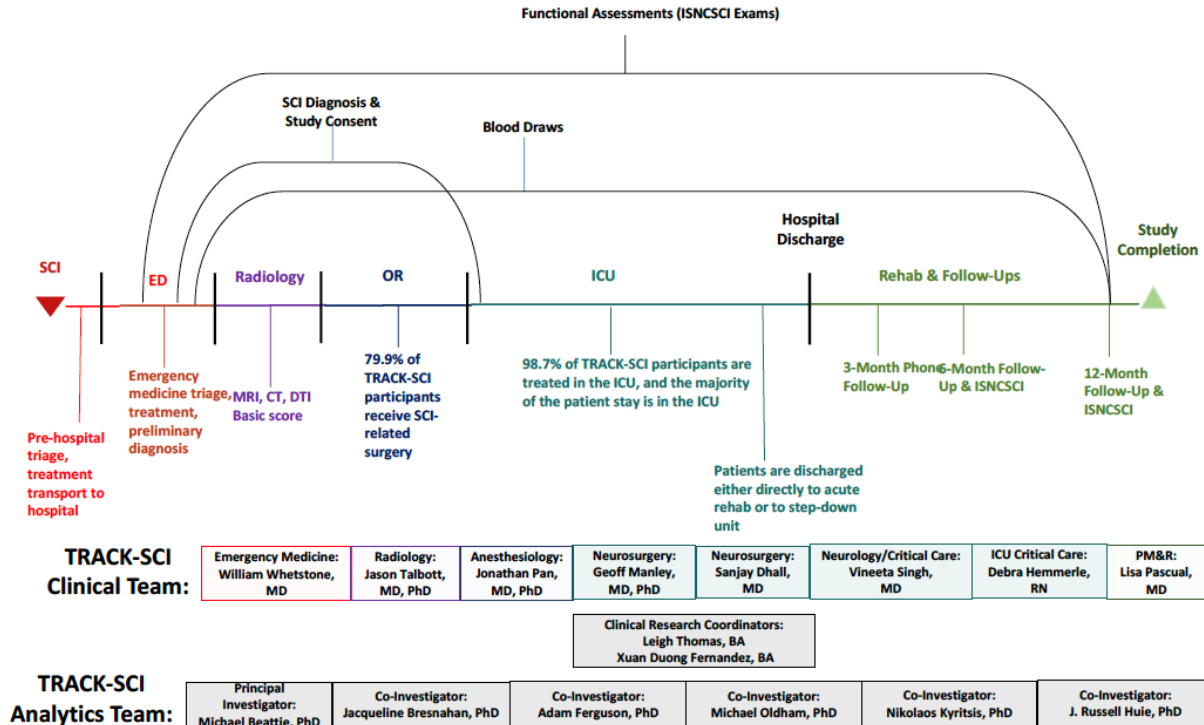 Functional Assessments (ISNCSCI Exams)
SCI Diagnosis &
Study Consent
Blood Draws
Hospital
Discharge
Study
Completion
SCI
ED
Radiology
OR
ICU
Rehab & Follow-Ups
Pre-hospital
triage,
treatment
transport to
hospital
Emergency
medicine triage,
treatment,
preliminary
diagnosis
MRI, CT, DTI
Basic score
79.9% of
TRACK-SCI
participants
receive SCI-
related
surgery
98.7% of TRACK-SCI participants are
treated in the ICU, and the majority
of the patient stay is in the ICU
Patients are discharged
either directly to acute
rehab or to step-down
unit
3-Month Phone
Follow-Up
6-Month Follow-
Up & ISNCSCI
12-Month
Follow-Up &
ISNCSCI
TRACK-SCI
Clinical Team:
Emergency Medicine:
William Whetstone,
MD
Radiology:
Jason Talbott,
MD, PhD
Anesthesiology:
Jonathan Pan,
MD, PhD
Neurosurgery:
Geoff Manley,
MD, PhD
Neurosurgery:
Sanjay Dhall,
MD
Neurology/Critical Care:
Vineeta Singh,
MD
ICU Critical Care:
Debra Hemmerle,
RN
PM&R:
Lisa Pascual,
MD
Clinical Research Coordinators:
Leigh Thomas, BA
Xuan Duong Fernandez, BA
TRACK-SCI
Analytics Team:
Principal
Investigator:
Michael Beattie, PhD
Co-Investigator:
Jacqueline Bresnahan, PhD
Co-Investigator:
Adam Ferguson, PhD
Co-Investigator:
Michael Oldham, PhD
Co-Investigator:
Nikolaos Kyritsis, PhD
Co-Investigator:
J. Russell Huie, PhD